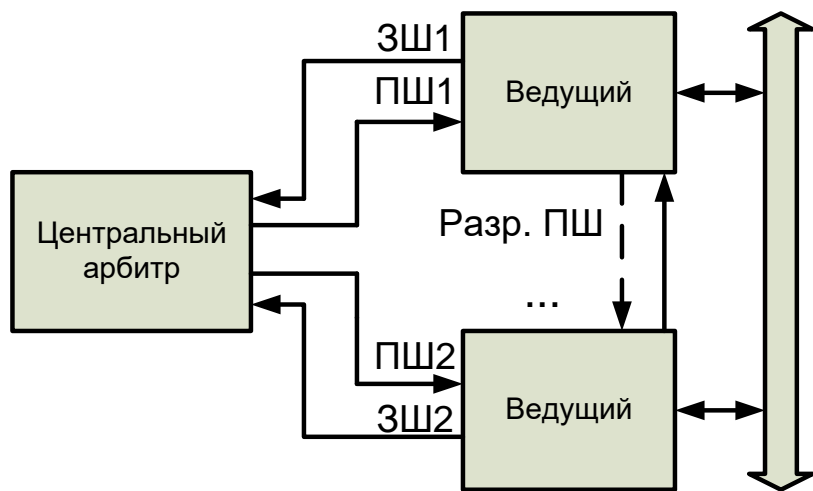 ЗШ1
ПШ1
Ведущий
Центральный
арбитр
Разр. ПШ
...
ПШ2
ЗШ2
Ведущий